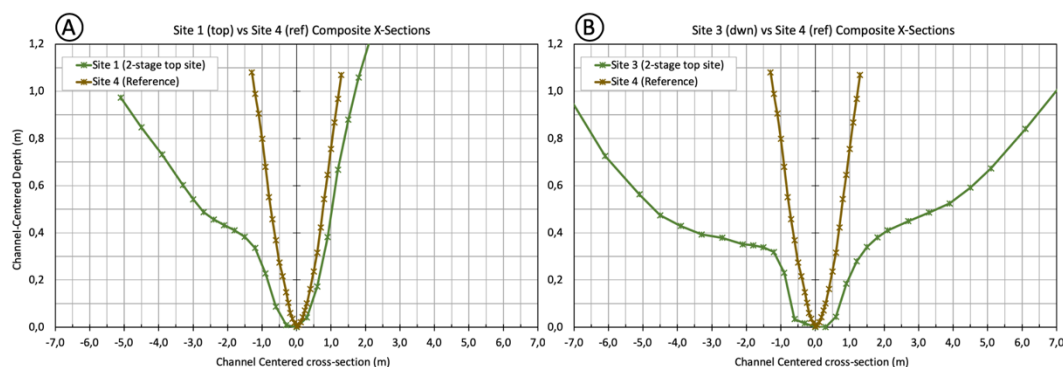 A
Site 1 (top) vs Site 4 (ref) Composite X-Sections
Channel-Centered Depth (m)
1,2
1,0
0,8
0,6
0,4
0,2
0,0
Site 1 (2-stage top site)
Site 4 (Reference)
-7,0 -6,0 -5,0 -4,0 -3,0 -2,0 -1,0 0,0 1,0 2,0 3,0 4,0 5,0 6,0 7,0
Channel Centered cross-section (m)
B
Site 3 (dwn) vs Site 4 (ref) Composite X-Sections
1,2
1,0
0,8
0,6
0,4
0,2
0,0
Site 3 (2-stage top site)
Site 4 (Reference)
-7,0 -6,0 -5,0 -4,0 -3,0 -2,0 -1,0 0,0 1,0 2,0 3,0 4,0 5,0 6,0 7,0
Channel Centered cross-section (m)